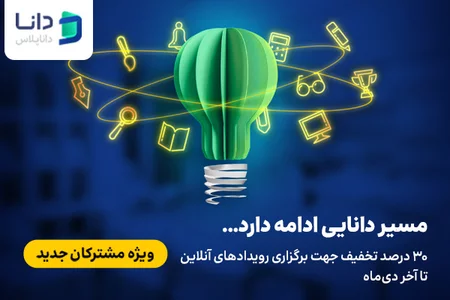 دانا
داناپلاس
مسیر دانایی ادامه دارد...
۳۰ درصد تخفیف جهت برگزاری رویدادهای آنلاین
تا آخر دی‌ماه
ویژه مشترکان جدید